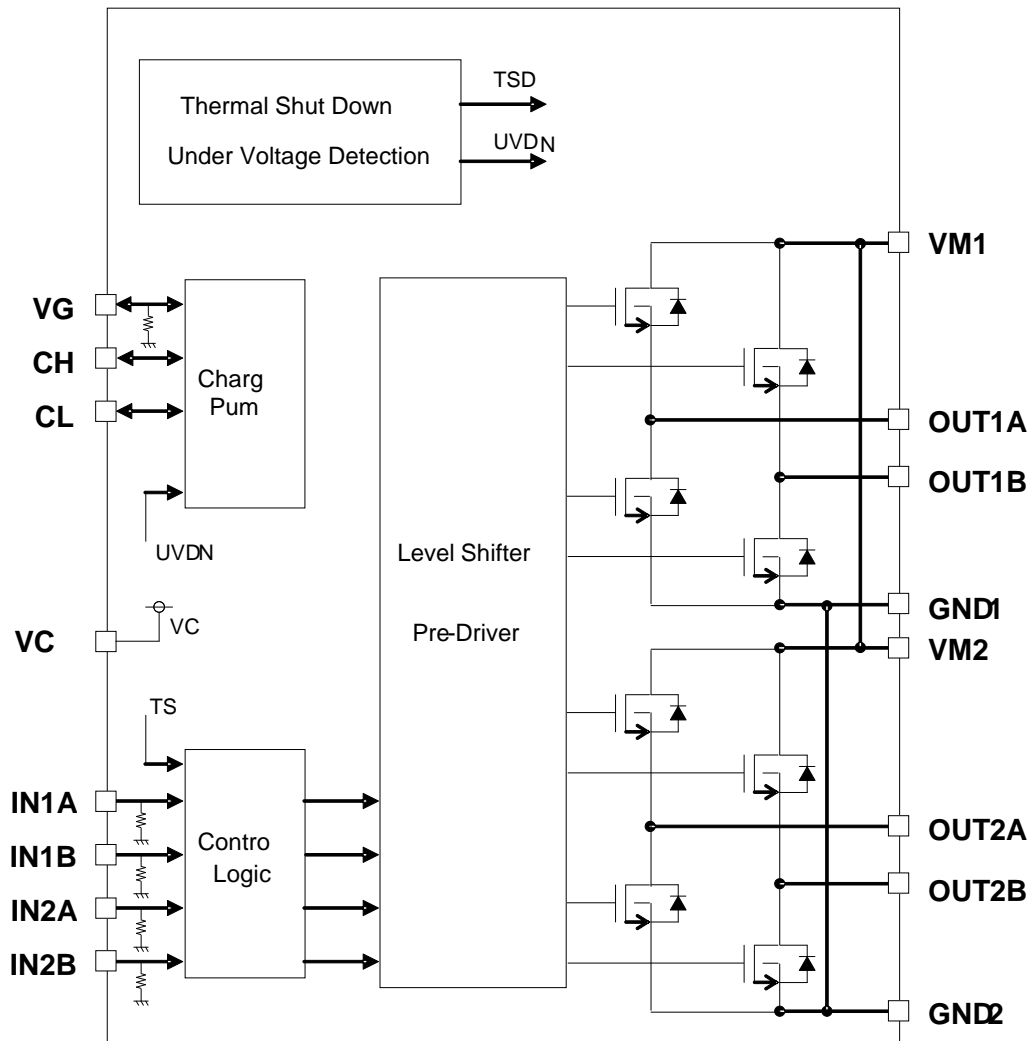 TSD
Thermal Shut Down
UVDN
Under Voltage Detection
VM1
VG
CH
Charg
Pum
CL
OUT1A
OUT1B
UVDN
Level Shifter
VC
VC
Pre-Driver
GND1
VM2
TS
IN1A
IN1B
Contro
Logic
IN2A
IN2B
OUT2A
OUT2B
GND2